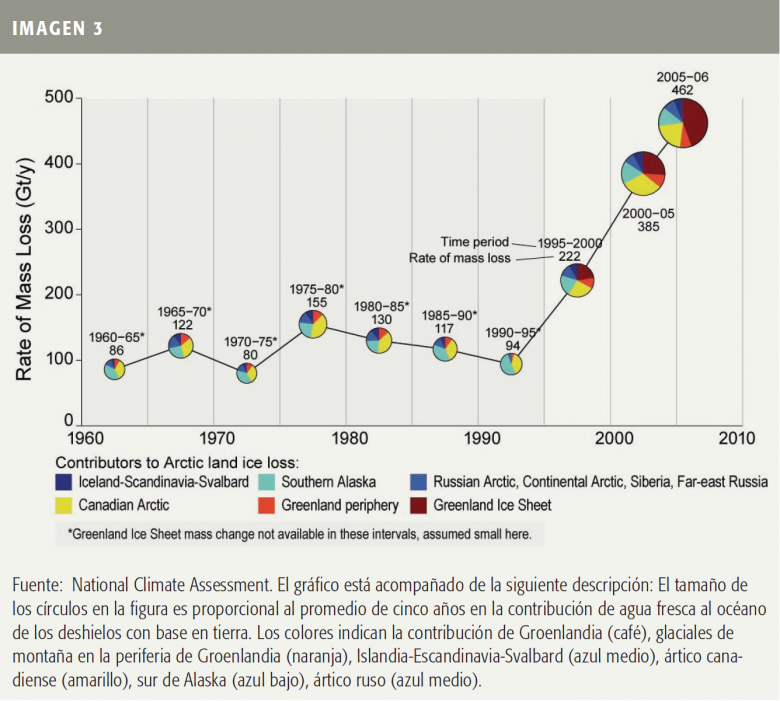 IMAGEN 3
2005–06
462
500
400
300
200
100
0
Rate of Mass Loss (Gt/y)
2000–05
385
Time period
1995–2000
Rate of mass loss
222
1975–80*
155
1965–70*
122
1980–85*
130
1985–90*
117
1960–65*
86
1970–75*
80
1990–95*
94
1960
1970
1980
1990
2000
2010
Contributors to Arctic land ice loss:
Iceland-Scandinavia-Svalbard
Southern Alaska
Russian Arctic, Continental Arctic, Siberia, Far-east Russia
Canadian Arctic
Greenland periphery
Greenland Ice Sheet
*Greenland Ice Sheet mass change not available in these intervals, assumed small here.
Fuente: National Climate Assessment. El gráfico está acompañado de la siguiente descripción: El tamaño de
los círculos en la figura es proporcional al promedio de cinco años en la contribución de agua fresca al océano
de los deshielos con base en tierra. Los colores indican la contribución de Groenlandia (café), glaciales de
montaña en la periferia de Groenlandia (naranja), Islandia-Escandinavia-Svalbard (azul medio), ártico cana-
diense (amarillo), sur de Alaska (azul bajo), ártico ruso (azul medio).